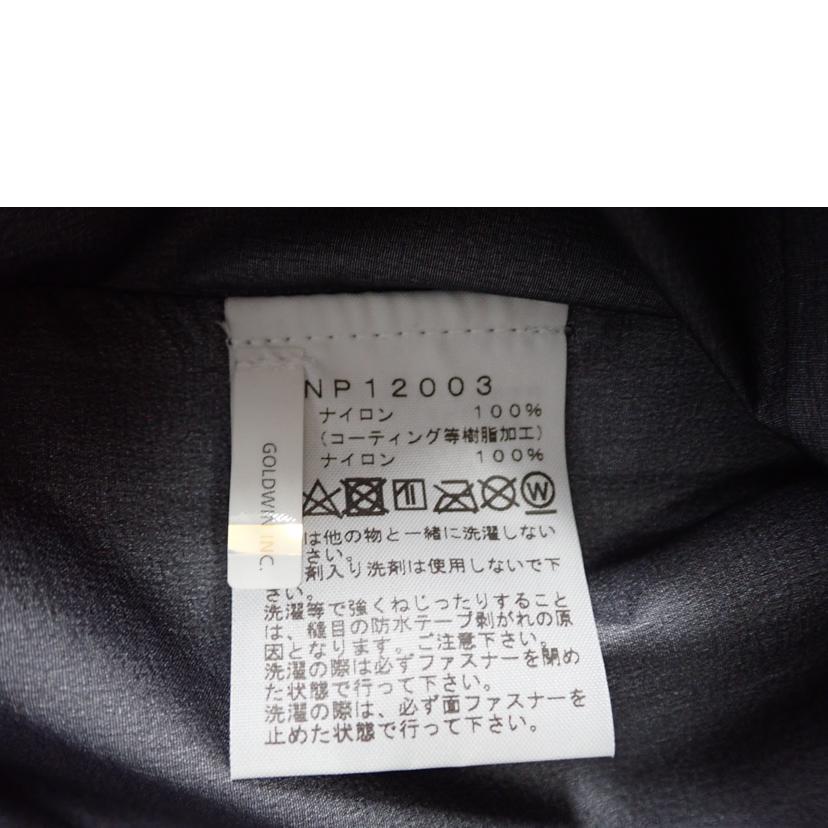 NP12003
ナイロン 100%
(コーティング等樹脂加工)
ナイロン 100%
W
GOLDWIN INC.
は他の物と一緒に洗濯しない
さい。
剤入り洗剤は使用しないで下
さい。
洗濯等で強くねじったりすること
は、縫目の防水テープ剥がれの原
因となります。ご注意下さい。
洗濯の際は必ずファスナーを閉め
た状態で行って下さい。
洗濯の際は、必ず面ファスナーを
止めた状態で行って下さい。